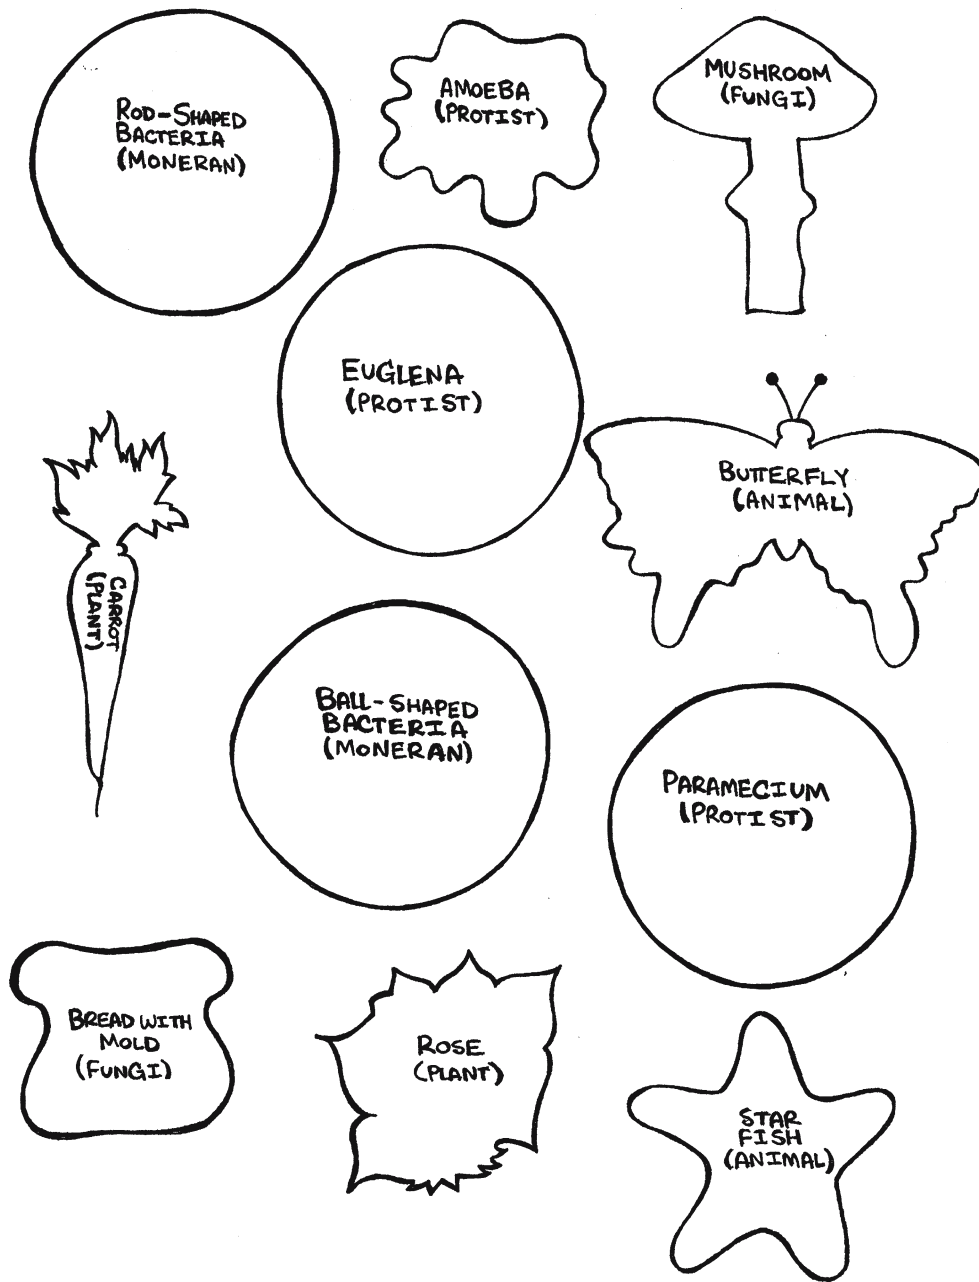 ROD-SHAPED
BACTERIA
(MONERAN)
AMOEBA
(PROTIST)
MUSHROOM
(FUNGI)
EUGLENA
(PROTIST)
BUTTERFLY
(ANIMAL)
CARROT
(PLANT)
BALL-SHAPED
BACTERIA
(MONERAN)
PARAMECIUM
(PROTIST)
BREAD WITH
MOLD
(FUNGI)
ROSE
(PLANT)
STAR
FISH
(ANIMAL)